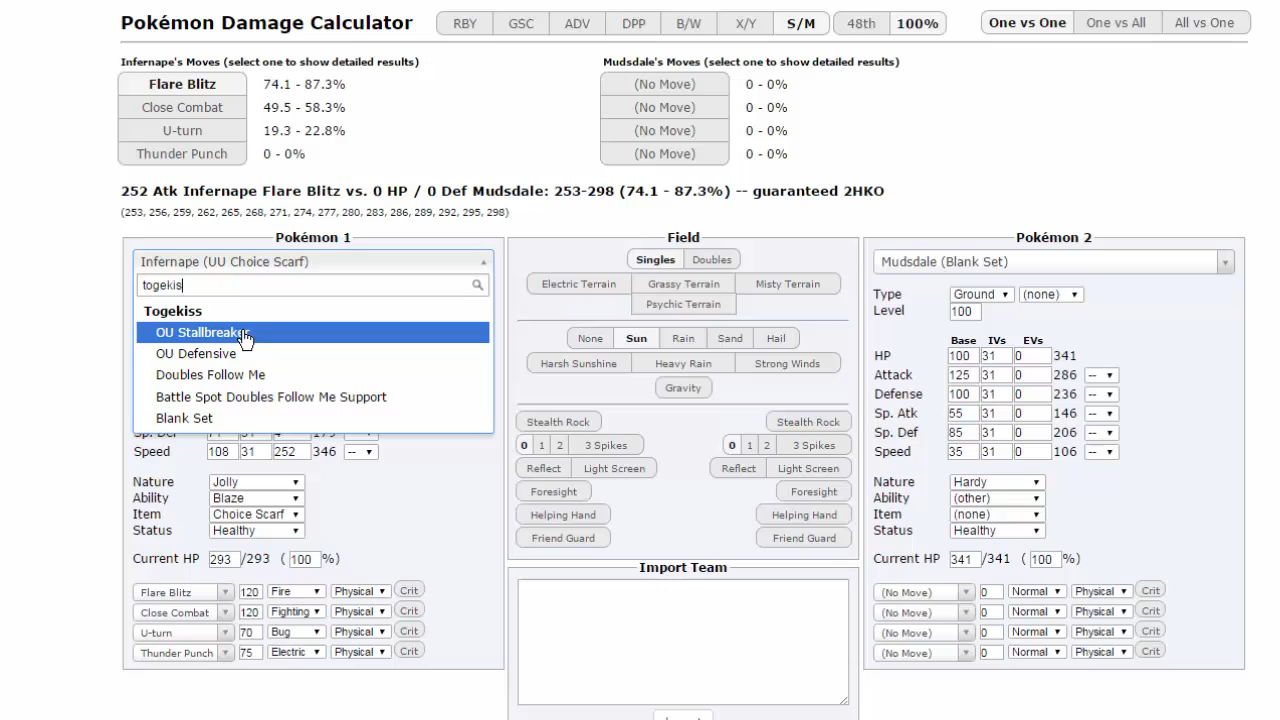 Pokémon Damage Calculator RBY GSC ADV DPP B/W X/Y S/M 48th 100% One vs One One vs All All vs One
Infernape's Moves (select one to show detailed results) Mudsdale's Moves (select one to show detailed results)
Flare Blitz 74.1 - 87.3% (No Move) 0 - 0%
Close Combat 49.5 - 58.3% (No Move) 0 - 0%
U-turn 19.3 - 22.8% (No Move) 0 - 0%
Thunder Punch 0 - 0% (No Move) 0 - 0%
252 Atk Infernape Flare Blitz vs. 0 HP / 0 Def Mudsdale: 253-298 (74.1 - 87.3%) -- guaranteed 2HKO
(253, 256, 259, 262, 265, 268, 271, 274, 277, 280, 283, 286, 289, 292, 295, 298)
Pokémon 1
Infernape (UU Choice Scarf)
togekis
Togekiss
OU Stallbreaker
OU Defensive
Doubles Follow Me
Battle Spot Doubles Follow Me Support
Blank Set
Speed 108 31 252 346 --
Nature Jolly
Ability Blaze
Item Choice Scarf
Status Healthy
Current HP 293 /293 ( 100 %)
Flare Blitz 120 Fire Physical Crit
Close Combat 120 Fighting Physical Crit
U-turn 70 Bug Physical Crit
Thunder Punch 75 Electric Physical Crit
Field
Singles Doubles
Electric Terrain Grassy Terrain Misty Terrain
Psychic Terrain
None Sun Rain Sand Hail
Harsh Sunshine Heavy Rain Strong Winds
Gravity
Stealth Rock Stealth Rock
0 1 2 3 Spikes 0 1 2 3 Spikes
Reflect Light Screen Reflect Light Screen
Foresight Foresight
Helping Hand Helping Hand
Friend Guard Friend Guard
Import Team
Pokémon 2
Mudsdale (Blank Set)
Type Ground (none)
Level 100
Base IVs EVs
HP 100 31 0 341
Attack 125 31 0 286 --
Defense 100 31 0 236 --
Sp. Atk 55 31 0 146 --
Sp. Def 85 31 0 206 --
Speed 35 31 0 106 --
Nature Hardy
Ability (other)
Item (none)
Status Healthy
Current HP 341 /341 ( 100 %)
(No Move) 0 Normal Physical Crit
(No Move) 0 Normal Physical Crit
(No Move) 0 Normal Physical Crit
(No Move) 0 Normal Physical Crit